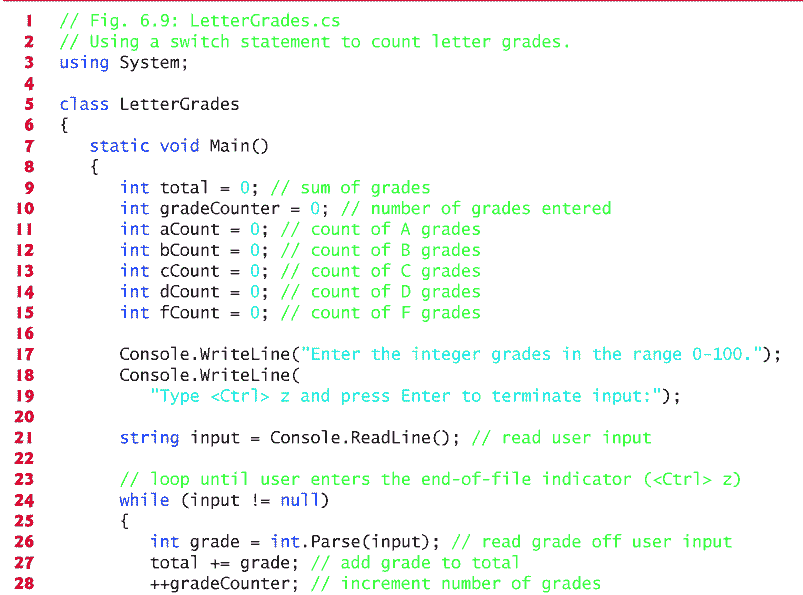 1 // Fig. 6.9: LetterGrades.cs
2 // Using a switch statement to count letter grades.
3 using System;
4
5 class LetterGrades
6 {
7 static void Main()
8 {
9 int total = 0; // sum of grades
10 int gradeCounter = 0; // number of grades entered
11 int aCount = 0; // count of A grades
12 int bCount = 0; // count of B grades
13 int cCount = 0; // count of C grades
14 int dCount = 0; // count of D grades
15 int fCount = 0; // count of F grades
16
17 Console.WriteLine("Enter the integer grades in the range 0-100.");
18 Console.WriteLine(
19 "Type <Ctrl> z and press Enter to terminate input:");
20
21 string input = Console.ReadLine(); // read user input
22
23 // loop until user enters the end-of-file indicator (<Ctrl> z)
24 while (input != null)
25 {
26 int grade = int.Parse(input); // read grade off user input
27 total += grade; // add grade to total
28 ++gradeCounter; // increment number of grades